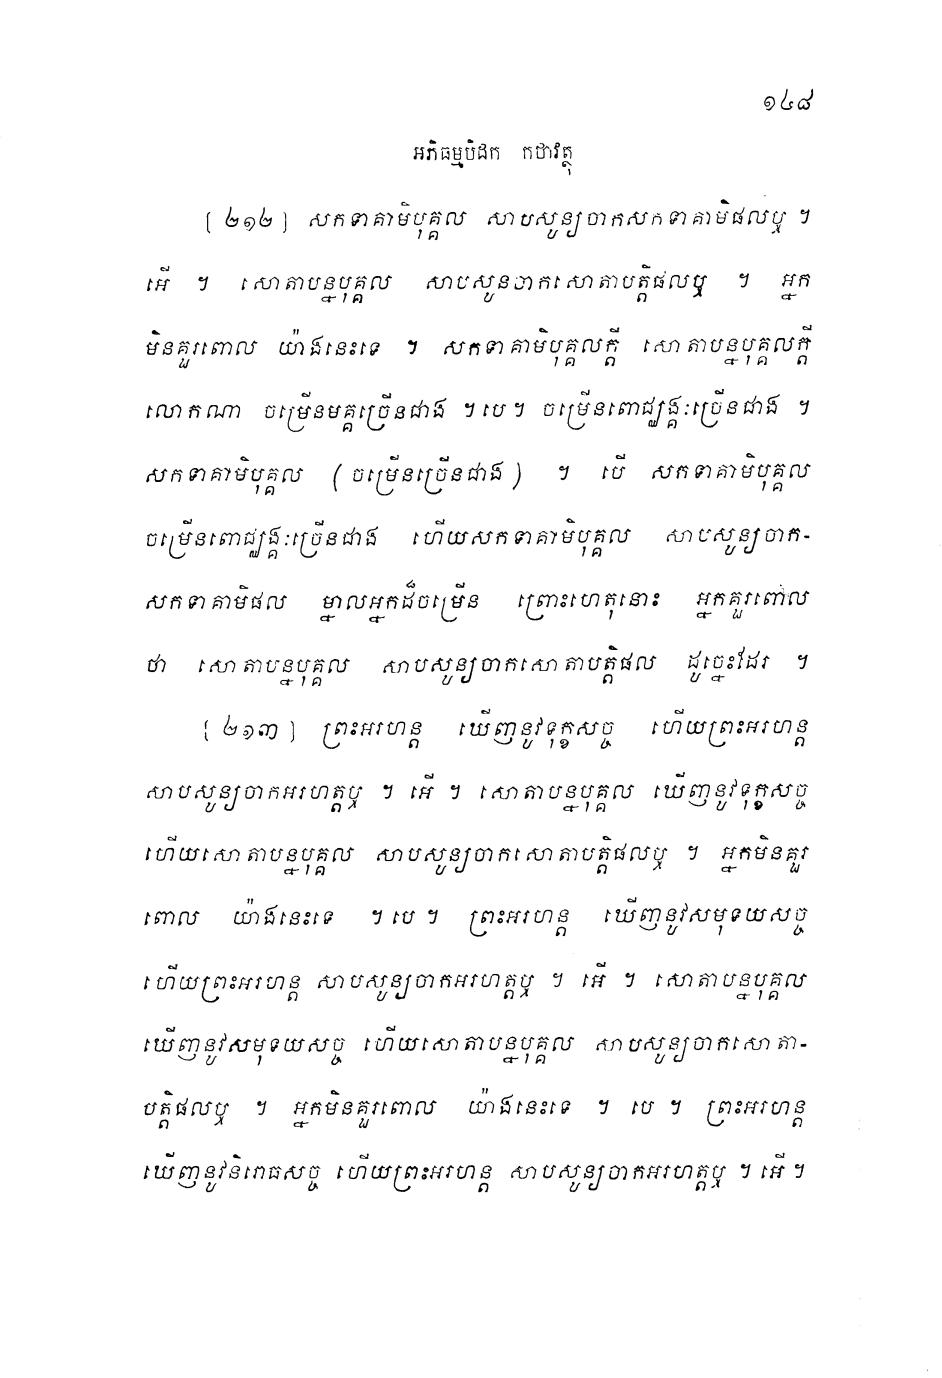 ១៤៨
អភិធម្មបិដក កថាវត្ថុ
[ ២១២ ] សកទាគាមិបុគ្គល សាបសូន្យចាកសកទាគាមិផលឬ ។
អើ ។ សោតាបន្នបុគ្គល សាបសូនចាកសោតាបត្តិផលឬ ។ អ្នក
មិនគួរពោល យ៉ាងនេះទេ ។ សកទាគាមិបុគ្គលក្តី សោតាបន្នបុគ្គលក្តី
លោកណា ចម្រើនមគ្គច្រើនជាង ។ បេ ។ ចម្រើនពោជ្ឈង្គៈច្រើនជាង ។
សកទាគាមិបុគ្គល ( ចម្រើនច្រើនជាង ) ។ បើ សកទាគាមិបុគ្គល
ចម្រើនពោជ្ឈង្គៈច្រើនជាង ហើយសកទាគាមិបុគ្គល សាបសូន្យចាក-
សកទាគាមិផល ម្នាលអ្នកដ៏ចម្រើន ព្រោះហេតុនោះ អ្នកគួរពោល
ថា សោតាបន្នបុគ្គល សាបសូន្យចាកសោតាបត្តិផល ដូច្នេះដែរ ។
[ ២១៣ ] ព្រះអរហន្ត ឃើញនូវទុក្ខសច្ច ហើយព្រះអរហន្ត
សាបសូន្យចាកអរហត្តឬ ។ អើ ។ សោតាបន្នបុគ្គល ឃើញនូវទុក្ខសច្ច
ហើយសោតាបន្នបុគ្គល សាបសូន្យចាកសោតាបត្តិផលឬ ។ អ្នកមិនគួរ
ពោល យ៉ាងនេះទេ ។ បេ ។ ព្រះអរហន្ត ឃើញនូវសមុទយសច្ច
ហើយព្រះអរហន្ត សាបសូន្យចាកអរហត្តឬ ។ អើ ។ សោតាបន្នបុគ្គល
ឃើញនូវសមុទយសច្ច ហើយសោតាបន្នបុគ្គល សាបសូន្យចាកសោតា-
បត្តិផលឬ ។ អ្នកមិនគួរពោល យ៉ាងនេះទេ ។ បេ ។ ព្រះអរហន្ត
ឃើញនូវនិរោធសច្ច ហើយព្រះអរហន្ត សាបសូន្យចាកអរហត្តឬ ។ អើ ។